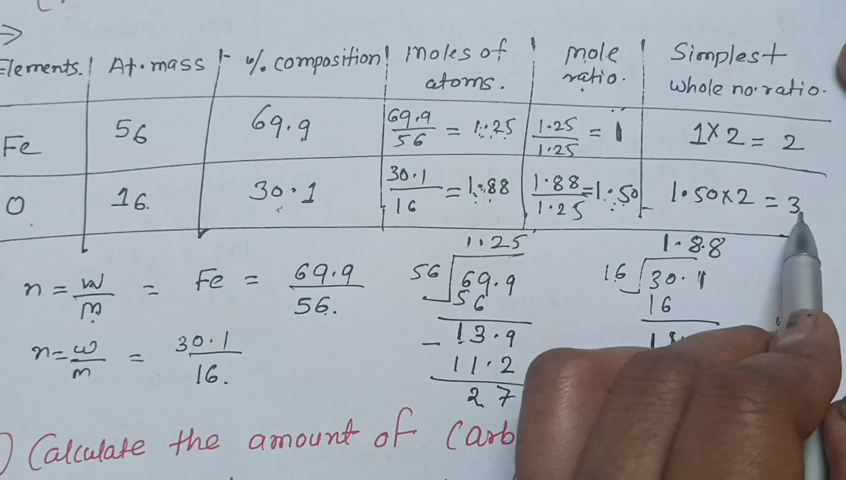 ⇒
Elements. At. mass % composition moles of atoms. mole ratio. Simplest whole no. ratio.
Fe 56 69.9 69.9/56 = 1.25 1.25/1.25 = 1 1×2 = 2
O 16. 30.1 30.1/16 = 1.88 1.88/1.25 = 1.50 1.50×2 = 3
n = w/m = Fe = 69.9/56.
n = w/m = 30.1/16.
1.25
56 69.9
56
- 13.9
11.2
27
1.88
16 30.1
16
) Calculate the amount of Carb